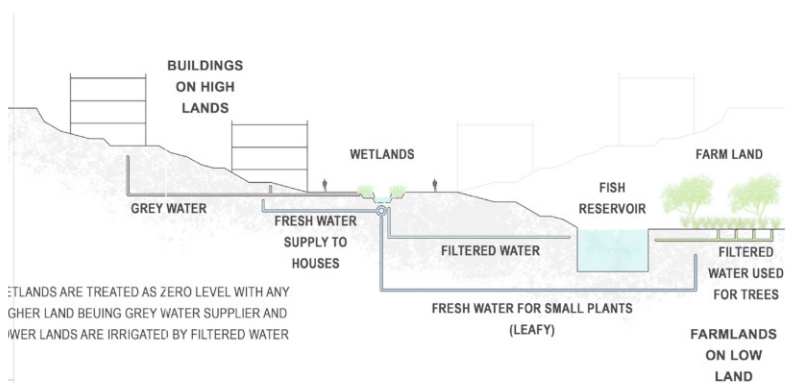 BUILDINGS
ON HIGH
LANDS
WETLANDS
FARM LAND
FISH
RESERVOIR
GREY WATER
FRESH WATER
SUPPLY TO
HOUSES
FILTERED WATER
FILTERED
WATER USED
FOR TREES
FRESH WATER FOR SMALL PLANTS
(LEAFY)
ETLANDS ARE TREATED AS ZERO LEVEL WITH ANY
GHER LAND BEUING GREY WATER SUPPLIER AND
OWER LANDS ARE IRRIGATED BY FILTERED WATER
FARMLANDS
ON LOW
LAND